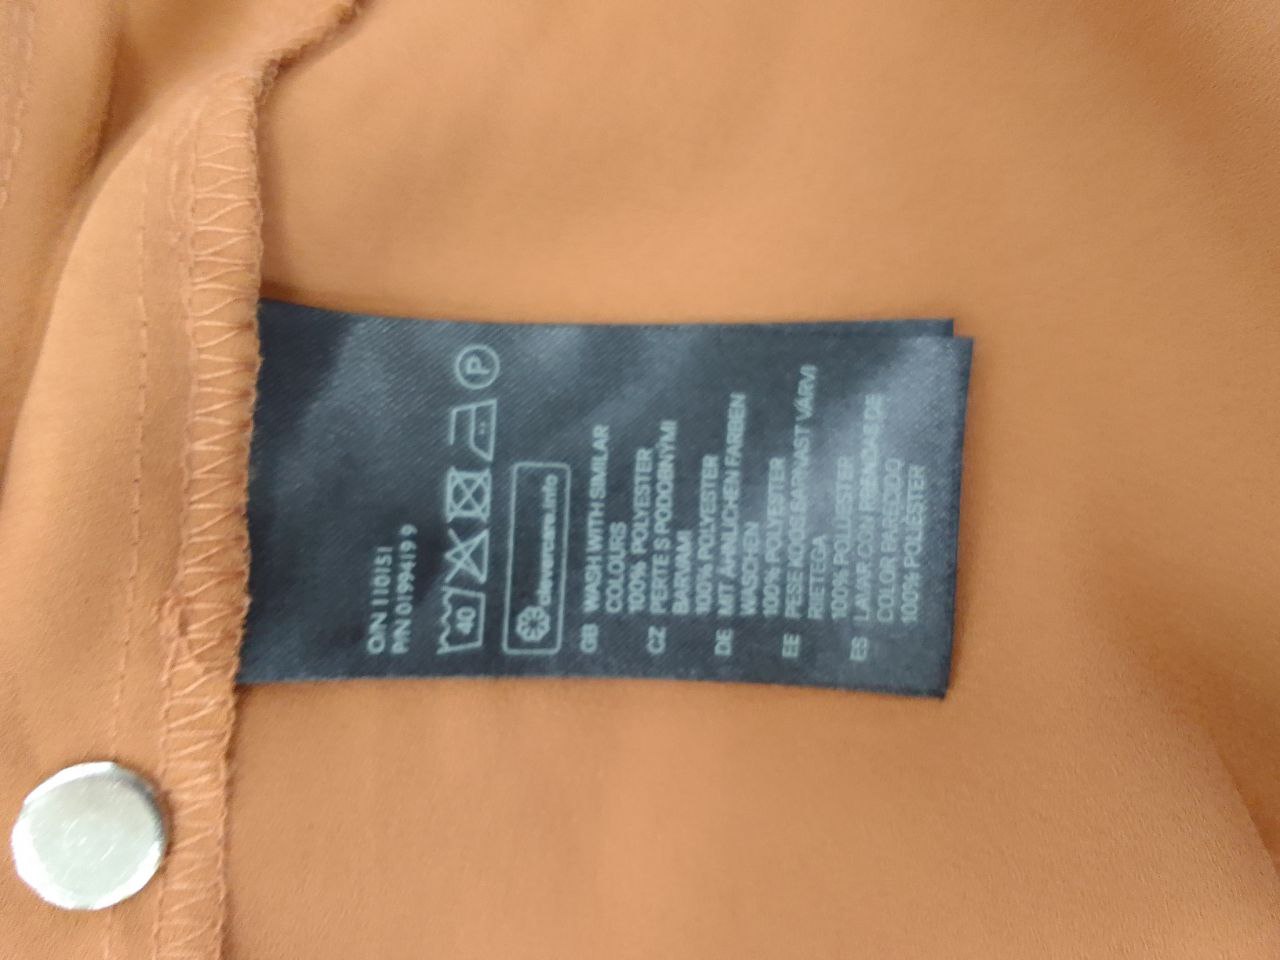 O/N 1110151
P/N 0199419 9
40
P
clevercare.info
GB WASH WITH SIMILAR
COLOURS
100% POLYESTER
CZ PERTE S PODOBNÝMI
BARVAMI
100% POLYESTER
DE MIT ÄHNLICHEN FARBEN
WASCHEN
100% POLYESTER
EE PESE KOOS SARNAST VÄRVI
RIIETEGA
100% POLÜESTER
ES LAVAR CON PRENDAS DE
COLOR PARECIDO
100% POLIÉSTER